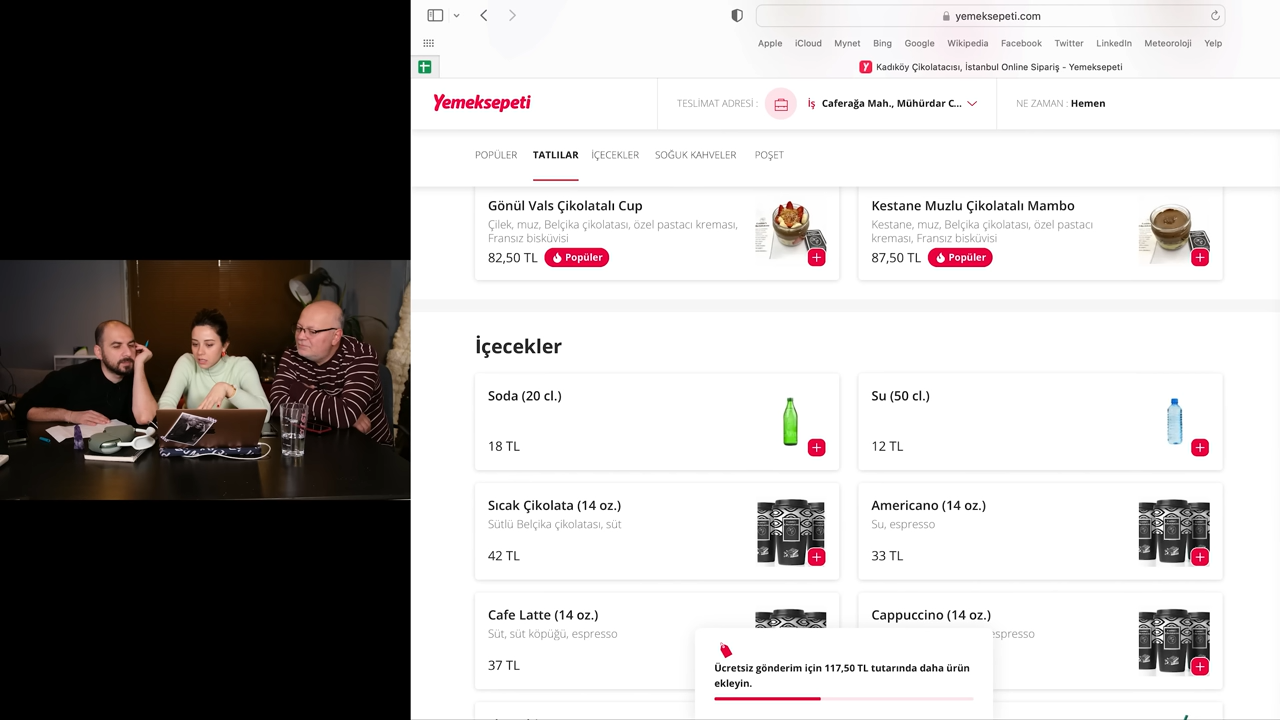 yemeksepeti.com
Apple iCloud Mynet Bing Google Wikipedia Facebook Twitter LinkedIn Meteoroloji Yelp
Kadıköy Çikolatacısı, İstanbul Online Sipariş - Yemeksepeti
Yemeksepeti
TESLİMAT ADRESİ : İş Caferağa Mah., Mühürdar C...
NE ZAMAN : Hemen
POPÜLER TATLILAR İÇECEKLER SOĞUK KAHVELER POŞET
Gönül Vals Çikolatalı Cup
Çilek, muz, Belçika çikolatası, özel pastacı kreması,
Fransız bisküvisi
82,50 TL Popüler
Kestane Muzlu Çikolatalı Mambo
Kestane, muz, Belçika çikolatası, özel pastacı
kreması, Fransız bisküvisi
87,50 TL Popüler
İçecekler
Soda (20 cl.)
18 TL
Su (50 cl.)
12 TL
Sıcak Çikolata (14 oz.)
Sütlü Belçika çikolatası, süt
42 TL
Americano (14 oz.)
Su, espresso
33 TL
Cafe Latte (14 oz.)
Süt, süt köpüğü, espresso
37 TL
Cappuccino (14 oz.)
espresso
Ücretsiz gönderim için 117,50 TL tutarında daha ürün
ekleyin.